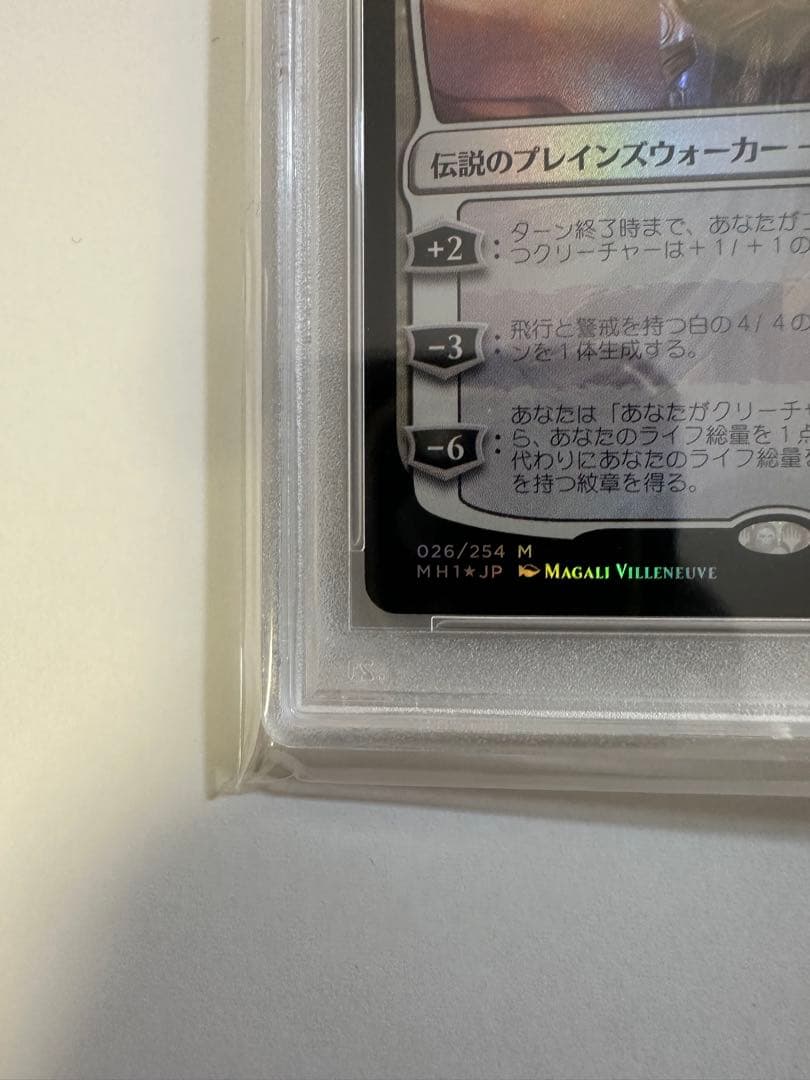 伝説のプレインズウォーカー −
+2
: ターン終了時まで、あなたがコ
つクリーチャーは+1/+1の
−3
: 飛行と警戒を持つ白の4/4の
ンを1体生成する。
−6
: あなたは「あなたがクリーチャ
ら、あなたのライフ総量を1点
代わりにあなたのライフ総量を
を持つ紋章を得る。
026/254 M
MH1★JP MAGALI VILLENEUVE